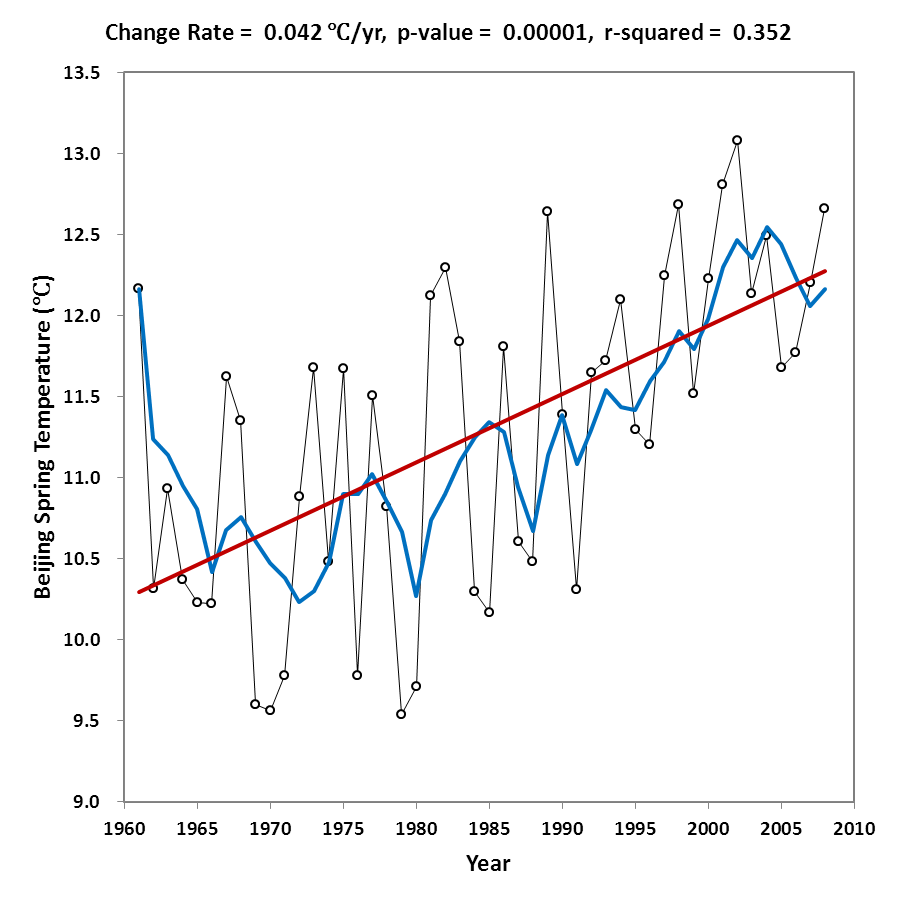 Change Rate = 0.042 ℃/yr, p-value = 0.00001, r-squared = 0.352
13.5
13.0
12.5
12.0
11.5
11.0
10.5
10.0
9.5
9.0
Beijing Spring Temperature (°C)
1960 1965 1970 1975 1980 1985 1990 1995 2000 2005 2010
Year